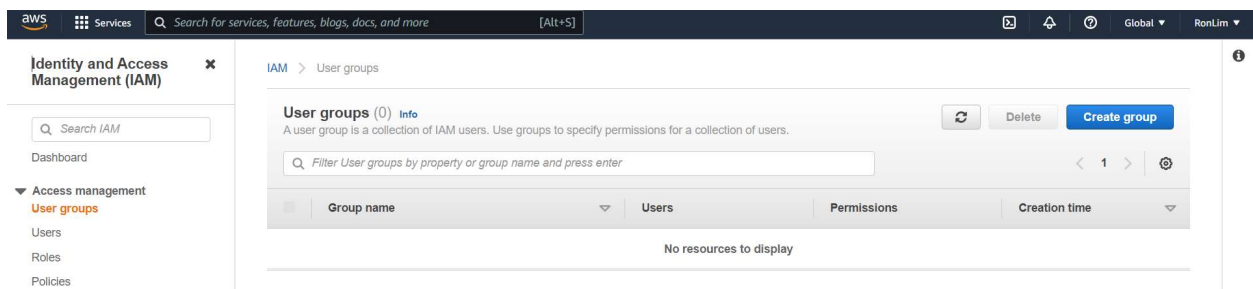 aws Services Search for services, features, blogs, docs, and more [Alt+S] Global ▼ RonLim ▼
Identity and Access
Management (IAM)
Search IAM
Dashboard
Access management
User groups
Users
Roles
Policies
IAM > User groups
User groups (0) Info
A user group is a collection of IAM users. Use groups to specify permissions for a collection of users.
Delete Create group
Filter User groups by property or group name and press enter
< 1 >
Group name Users Permissions Creation time
No resources to display